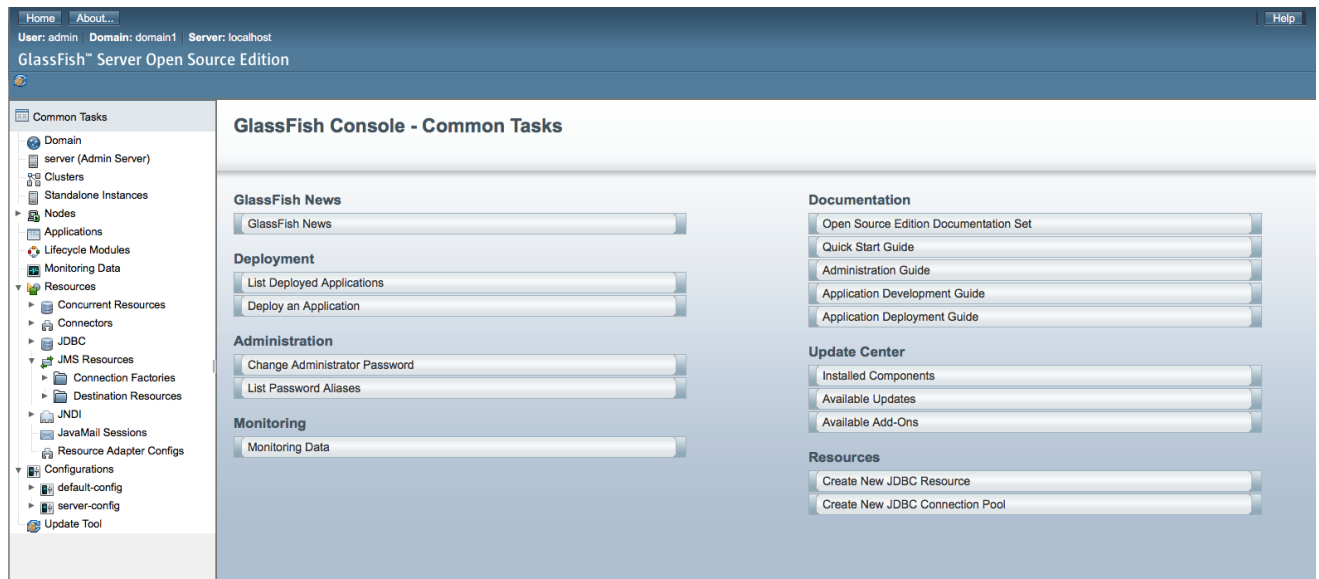 Home About... Help
User: admin Domain: domain1 Server: localhost
GlassFish™ Server Open Source Edition
Common Tasks
Domain
server (Admin Server)
Clusters
Standalone Instances
Nodes
Applications
Lifecycle Modules
Monitoring Data
Resources
Concurrent Resources
Connectors
JDBC
JMS Resources
Connection Factories
Destination Resources
JNDI
JavaMail Sessions
Resource Adapter Configs
Configurations
default-config
server-config
Update Tool
GlassFish Console - Common Tasks
GlassFish News
GlassFish News
Deployment
List Deployed Applications
Deploy an Application
Administration
Change Administrator Password
List Password Aliases
Monitoring
Monitoring Data
Documentation
Open Source Edition Documentation Set
Quick Start Guide
Administration Guide
Application Development Guide
Application Deployment Guide
Update Center
Installed Components
Available Updates
Available Add-Ons
Resources
Create New JDBC Resource
Create New JDBC Connection Pool